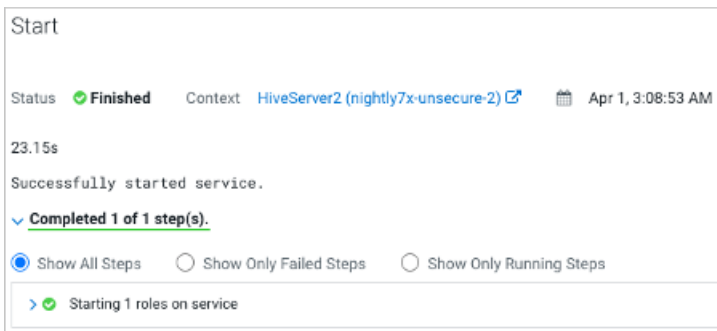 Start
Status Finished Context HiveServer2 (nightly7x-unsecure-2) Apr 1, 3:08:53 AM
23.15s
Successfully started service.
Completed 1 of 1 step(s).
Show All Steps Show Only Failed Steps Show Only Running Steps
Starting 1 roles on service